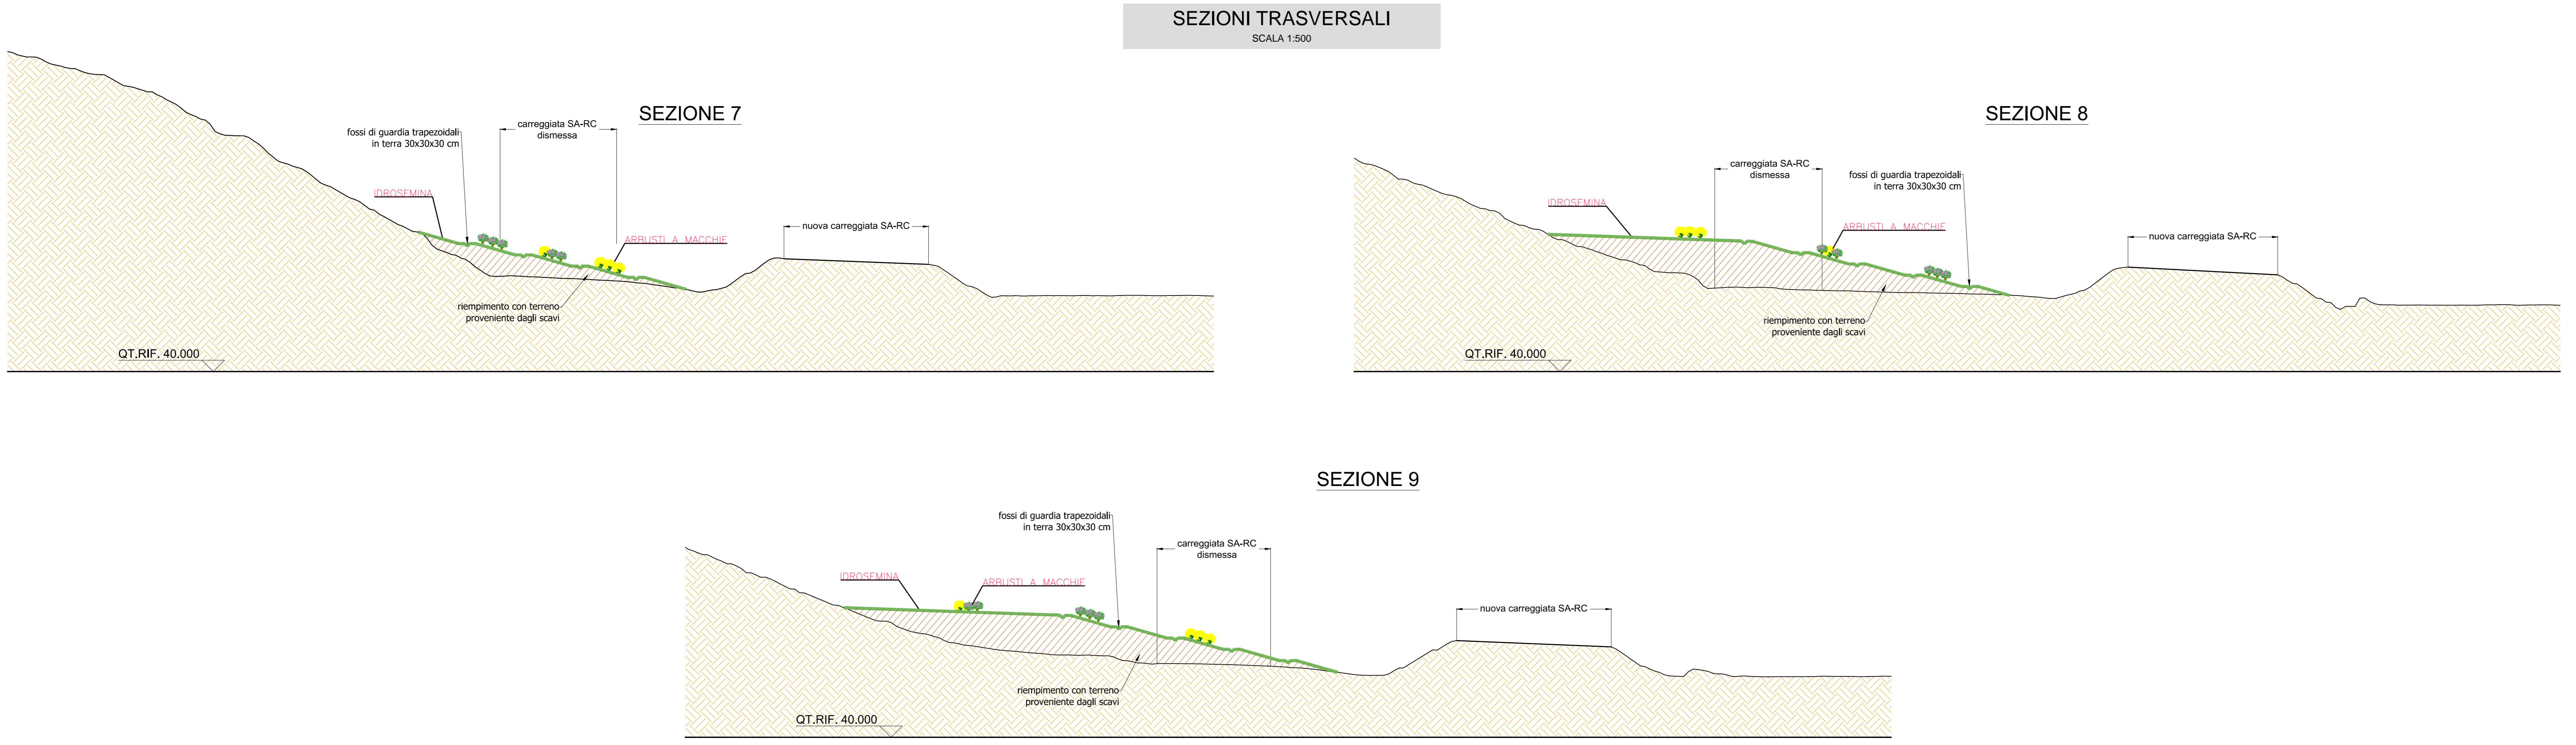 SEZIONI TRASVERSALI
SCALA 1:500
SEZIONE 7
fossi di guardia trapezoidali
in terra 30x30x30 cm
carreggiata SA-RC
dismessa
IDROSEMINA
ARBUSTI A MACCHIE
nuova carreggiata SA-RC
riempimento con terreno
proveniente dagli scavi
QT.RIF. 40.000
SEZIONE 8
carreggiata SA-RC
dismessa
fossi di guardia trapezoidali
in terra 30x30x30 cm
IDROSEMINA
ARBUSTI A MACCHIE
nuova carreggiata SA-RC
riempimento con terreno
proveniente dagli scavi
QT.RIF. 40.000
SEZIONE 9
fossi di guardia trapezoidali
in terra 30x30x30 cm
carreggiata SA-RC
dismessa
IDROSEMINA
ARBUSTI A MACCHIE
nuova carreggiata SA-RC
riempimento con terreno
proveniente dagli scavi
QT.RIF. 40.000